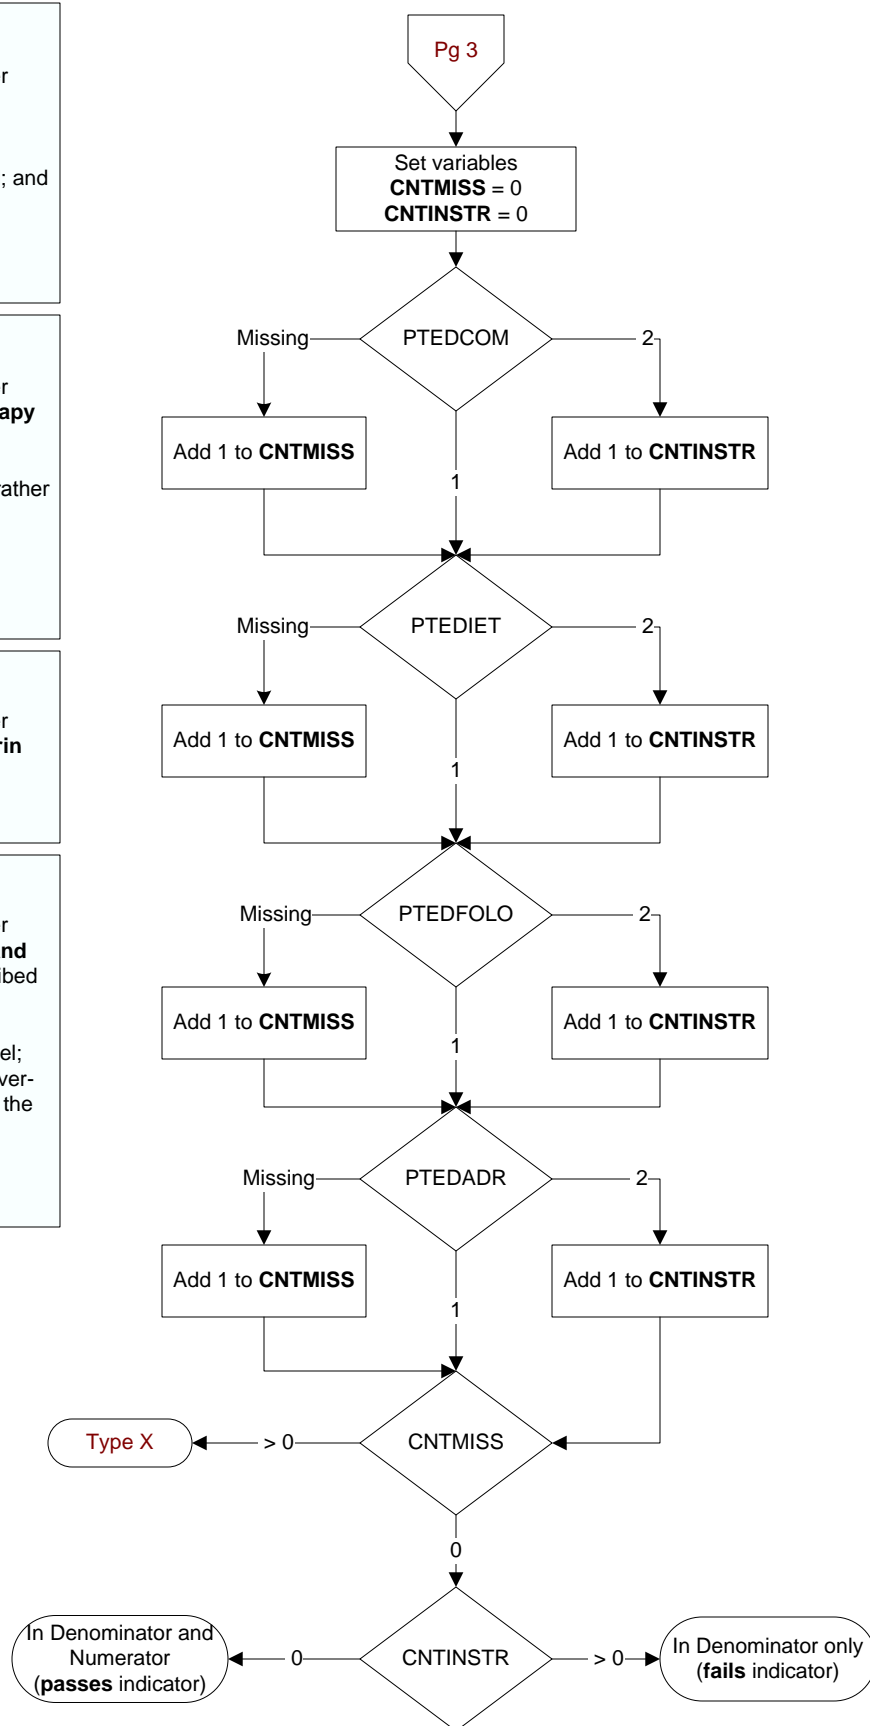 r
; and
r
apy
rather
r
rin
r
and
ibed
el;
ver-
the
Pg 3
Set variables
CNTMISS = 0
CNTINSTR = 0
PTEDCOM
Missing
2
Add 1 to CNTMISS
Add 1 to CNTINSTR
1
PTEDIET
Missing
2
Add 1 to CNTMISS
Add 1 to CNTINSTR
1
PTEDFOLO
Missing
2
Add 1 to CNTMISS
Add 1 to CNTINSTR
1
PTEDADR
Missing
2
Add 1 to CNTMISS
Add 1 to CNTINSTR
1
CNTMISS
> 0
Type X
0
CNTINSTR
0
In Denominator and
Numerator
(passes indicator)
> 0
In Denominator only
(fails indicator)